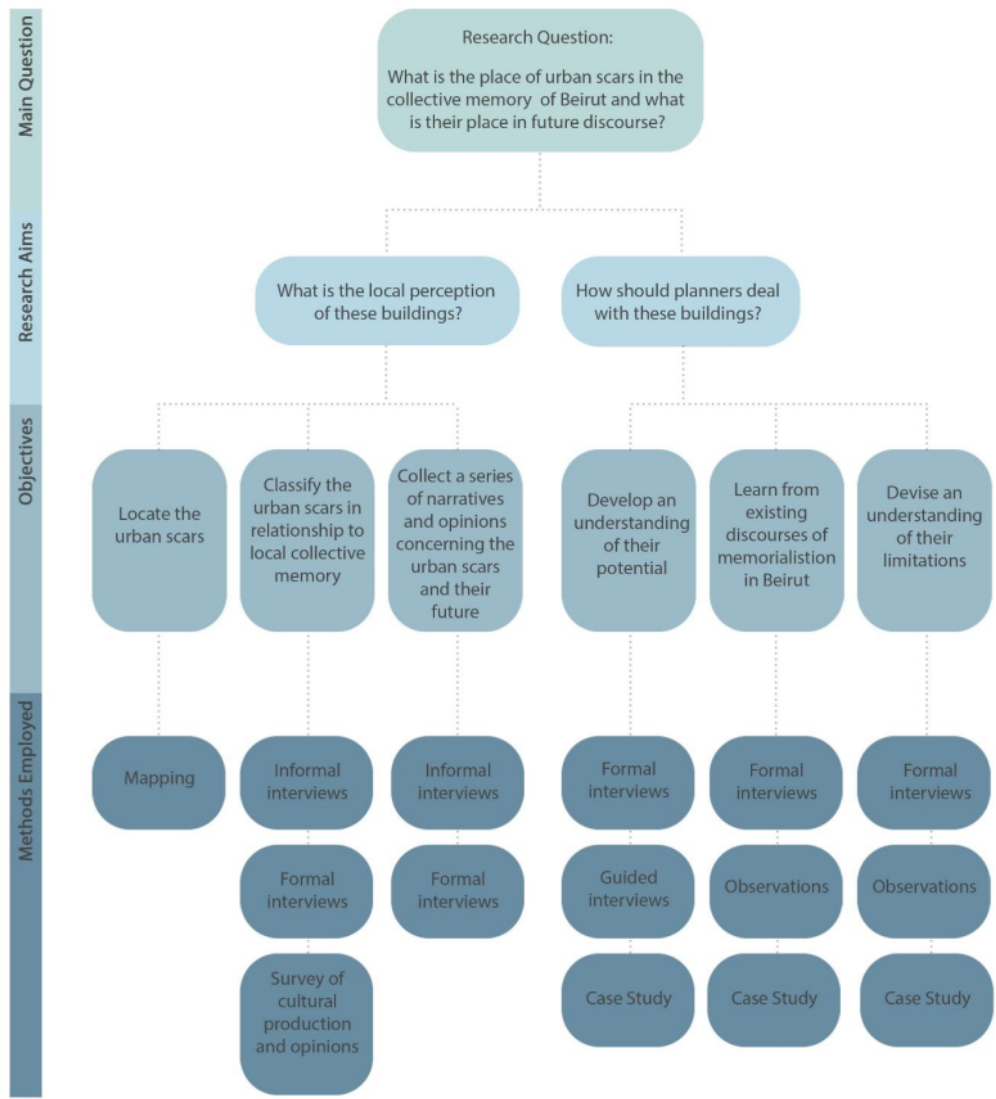 Main Question
Research Question:
What is the place of urban scars in the
collective memory of Beirut and what
is their place in future discourse?
Research Aims
What is the local perception
of these buildings?
How should planners deal
with these buildings?
Objectives
Locate the
urban scars
Classify the
urban scars in
relationship to
local collective
memory
Collect a series
of narratives
and opinions
concerning the
urban scars
and their
future
Develop an
understanding
of their
potential
Learn from
existing
discourses of
memorialistion
in Beirut
Devise an
understanding
of their
limitations
Methods Employed
Mapping
Informal
interviews
Formal
interviews
Survey of
cultural
production
and opinions
Informal
interviews
Formal
interviews
Formal
interviews
Guided
interviews
Case Study
Formal
interviews
Observations
Case Study
Formal
interviews
Observations
Case Study